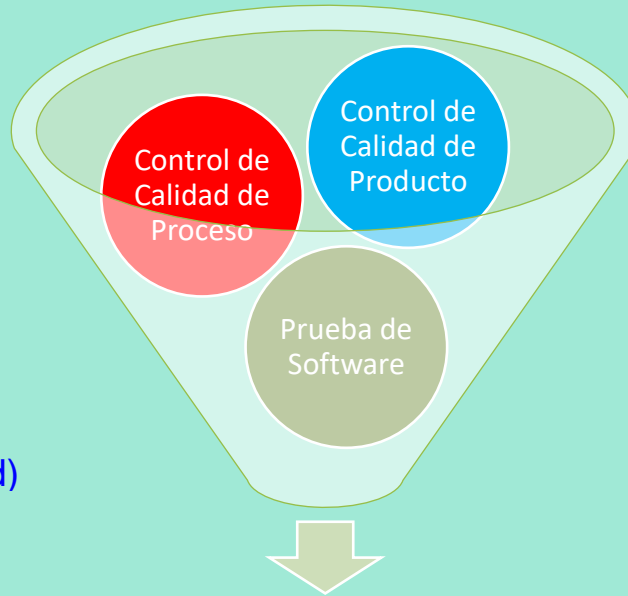 Control de
Calidad de
Proceso
Control de
Calidad de
Producto
Prueba de
Software
d)